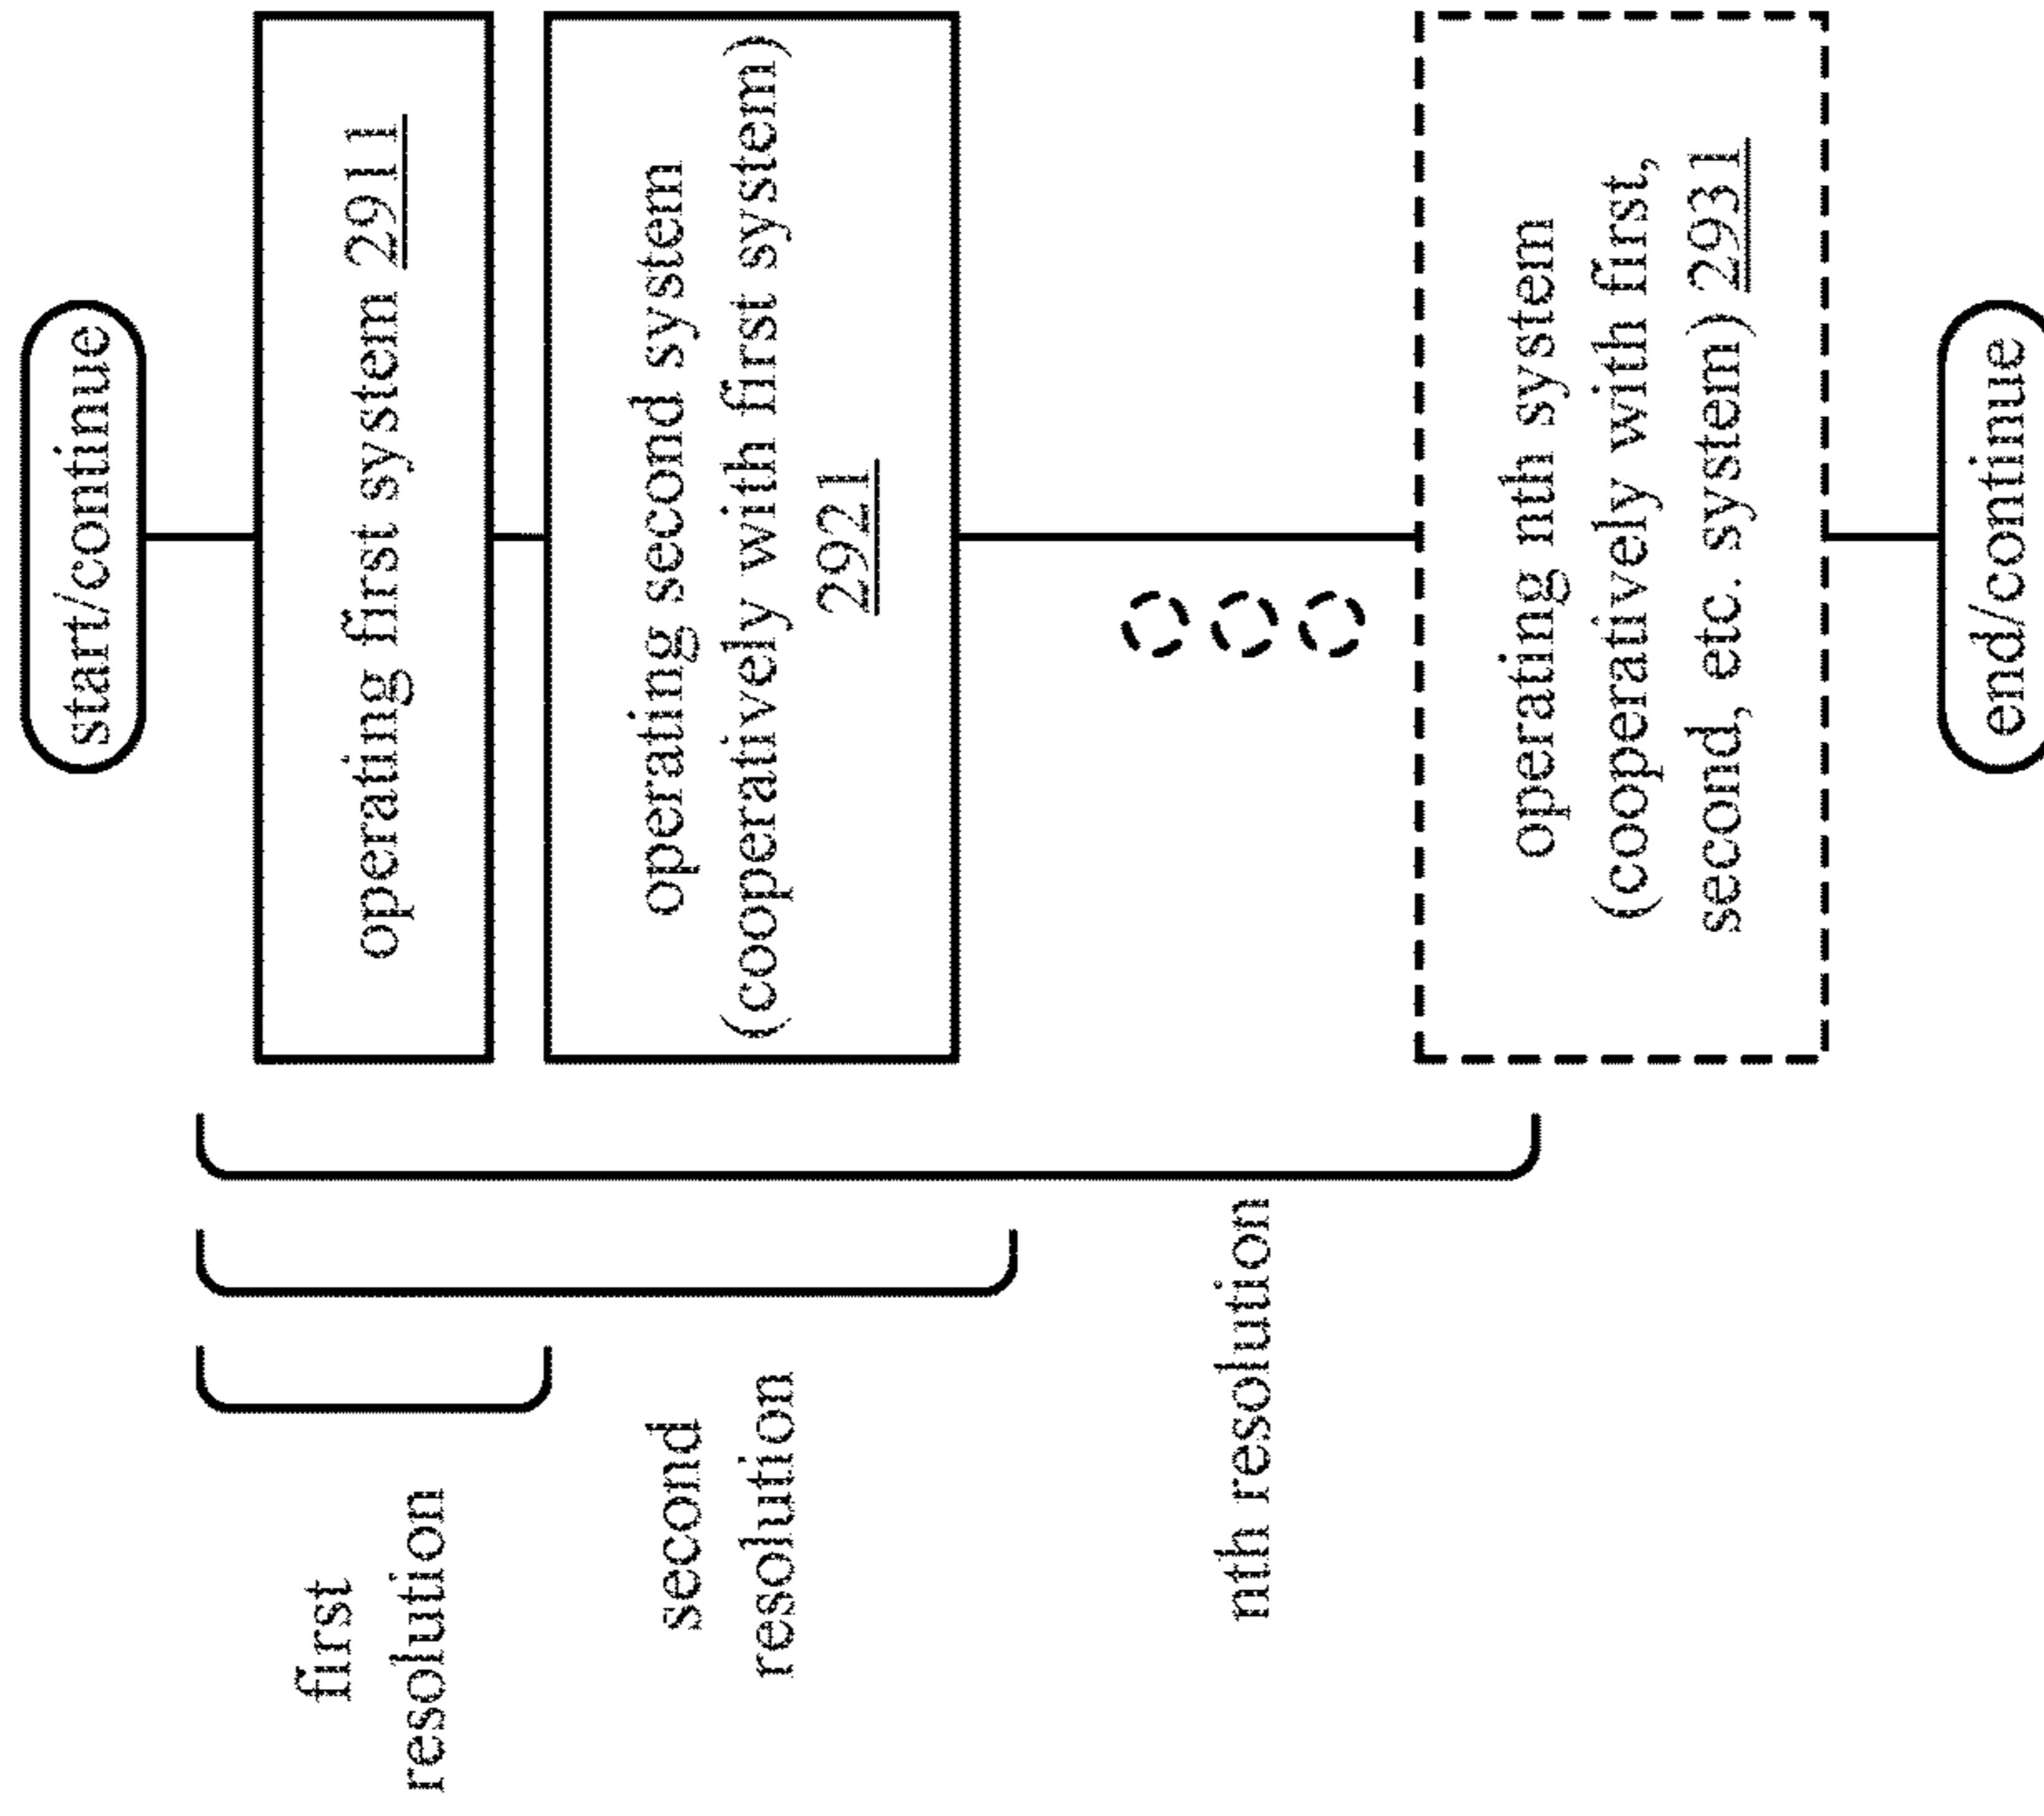 start/continue
operating first system 2911
operating second system
(cooperatively with first system)
2921
operating nth system
(cooperatively with first,
second, etc. system) 2931
end/continue
first
resolution
second
resolution
nth resolution